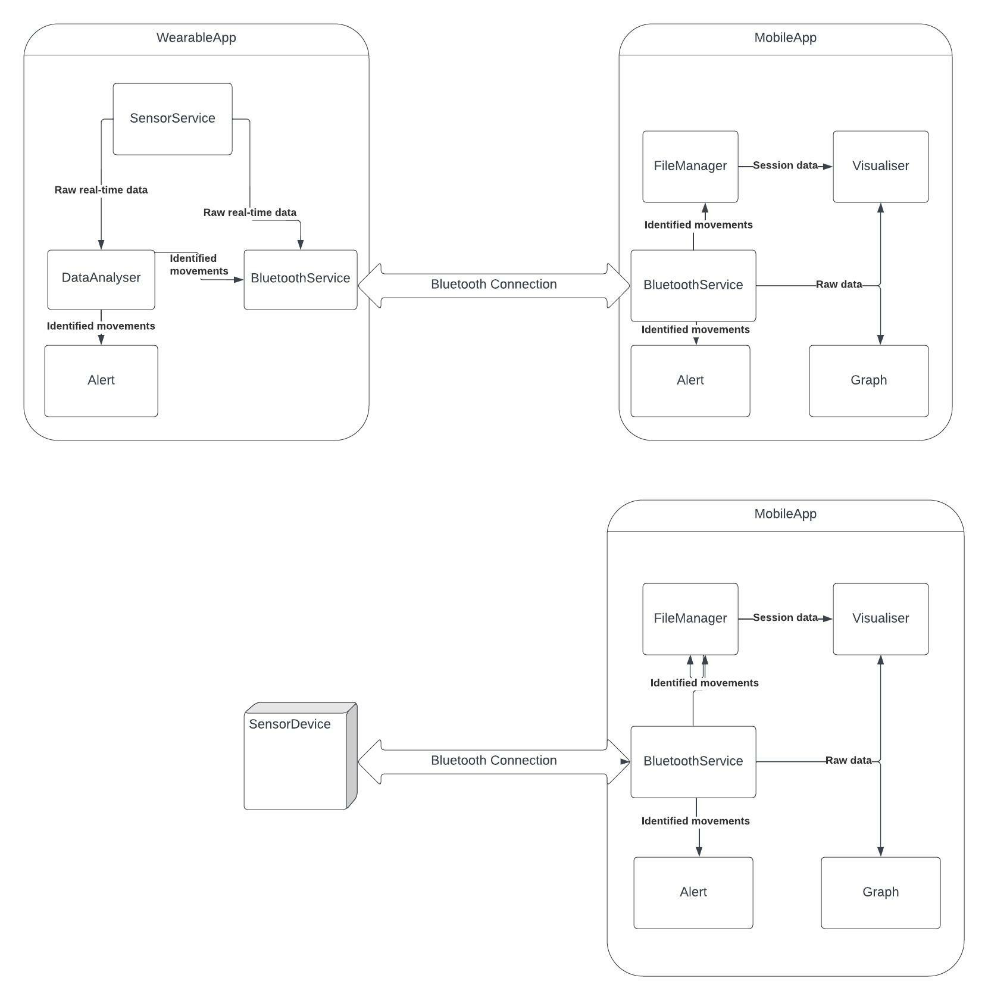 WearableApp
SensorService
Raw real-time data
Raw real-time data
DataAnalyser
Identified
movements
BluetoothService
Identified movements
Alert
Bluetooth Connection
MobileApp
FileManager
Session data
Visualiser
Identified movements
BluetoothService
Raw data
Identified movements
Alert
Graph
MobileApp
FileManager
Session data
Visualiser
Identified movements
SensorDevice
Bluetooth Connection
BluetoothService
Raw data
Identified movements
Alert
Graph